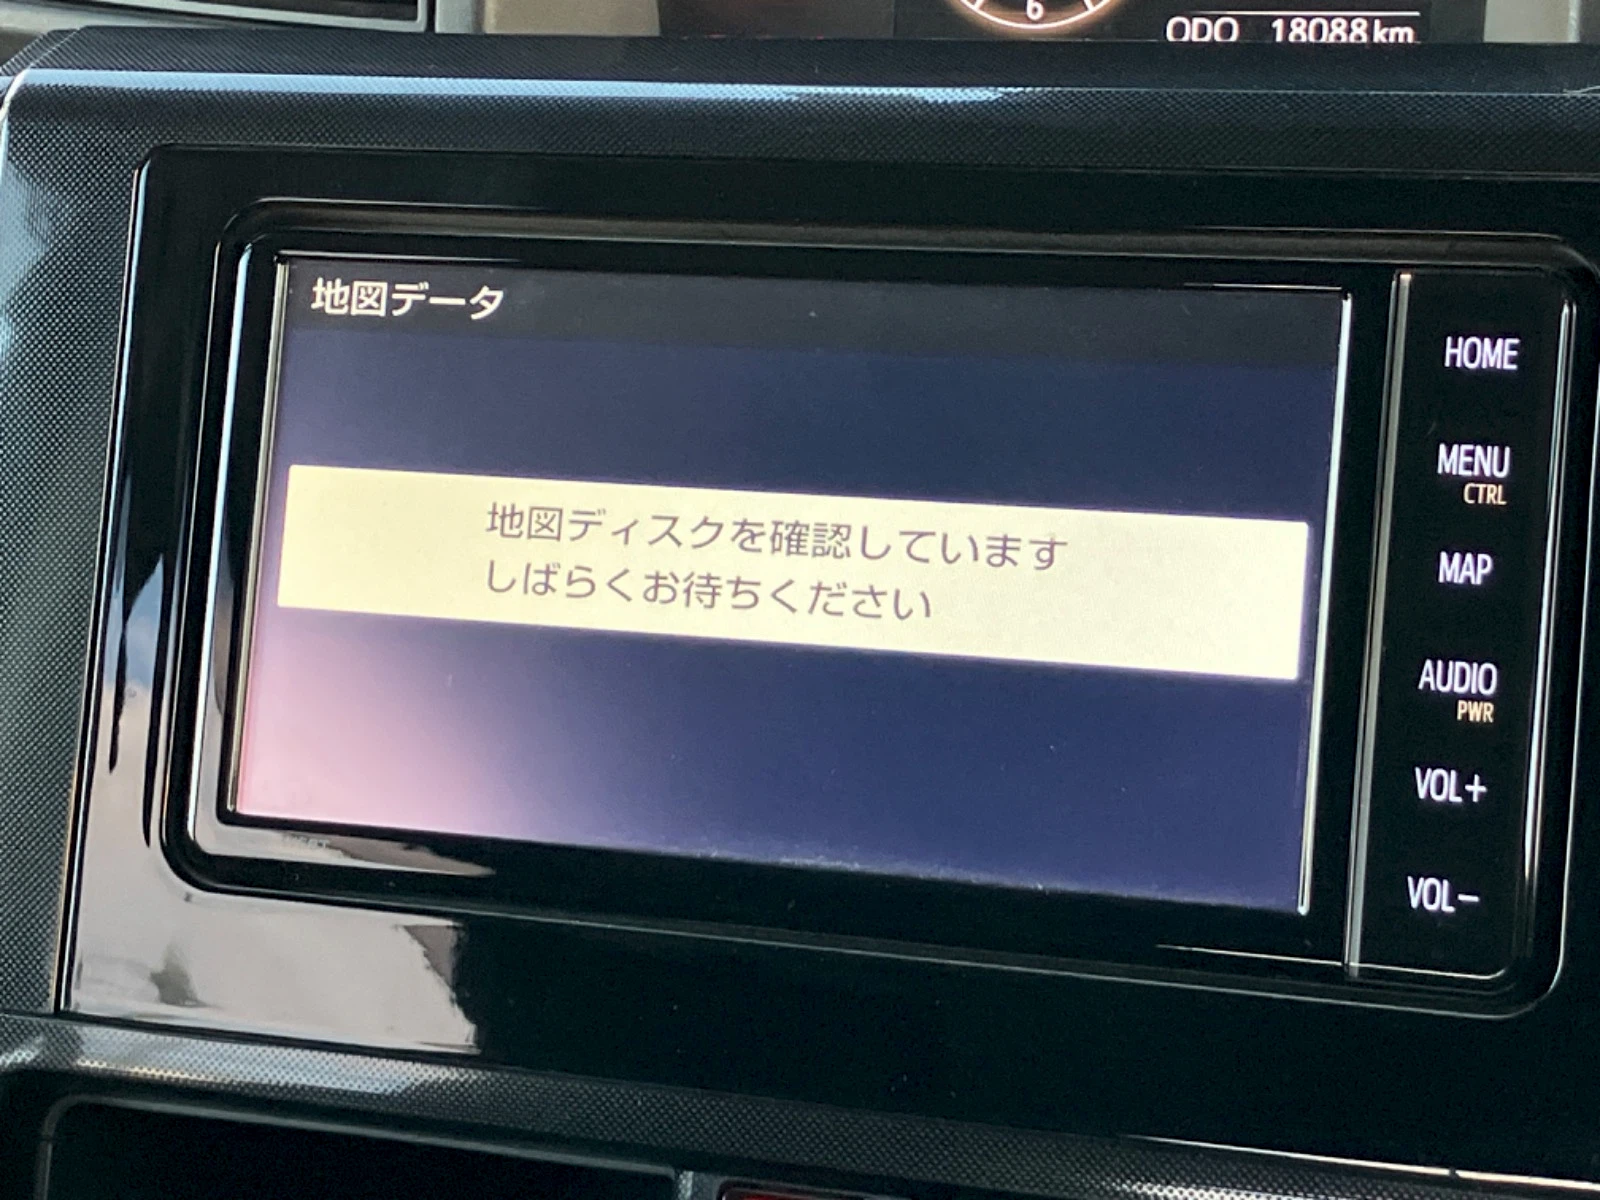 6
ODO 18088km
地図データ
地図ディスクを確認しています
しばらくお待ちください
HOME
MENU
CTRL
MAP
AUDIO
PWR
VOL+
VOL-